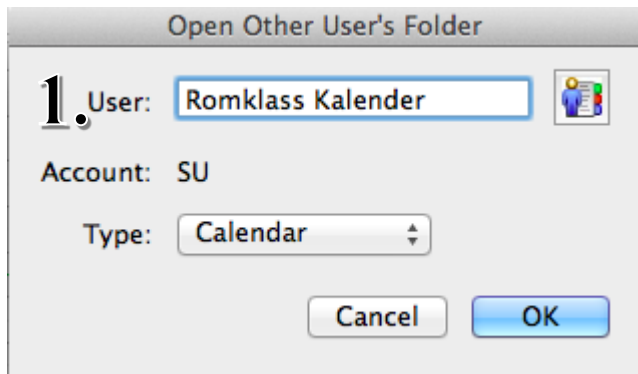 Open Other User's Folder
1. User: Romklass Kalender
Account: SU
Type: Calendar
Cancel OK